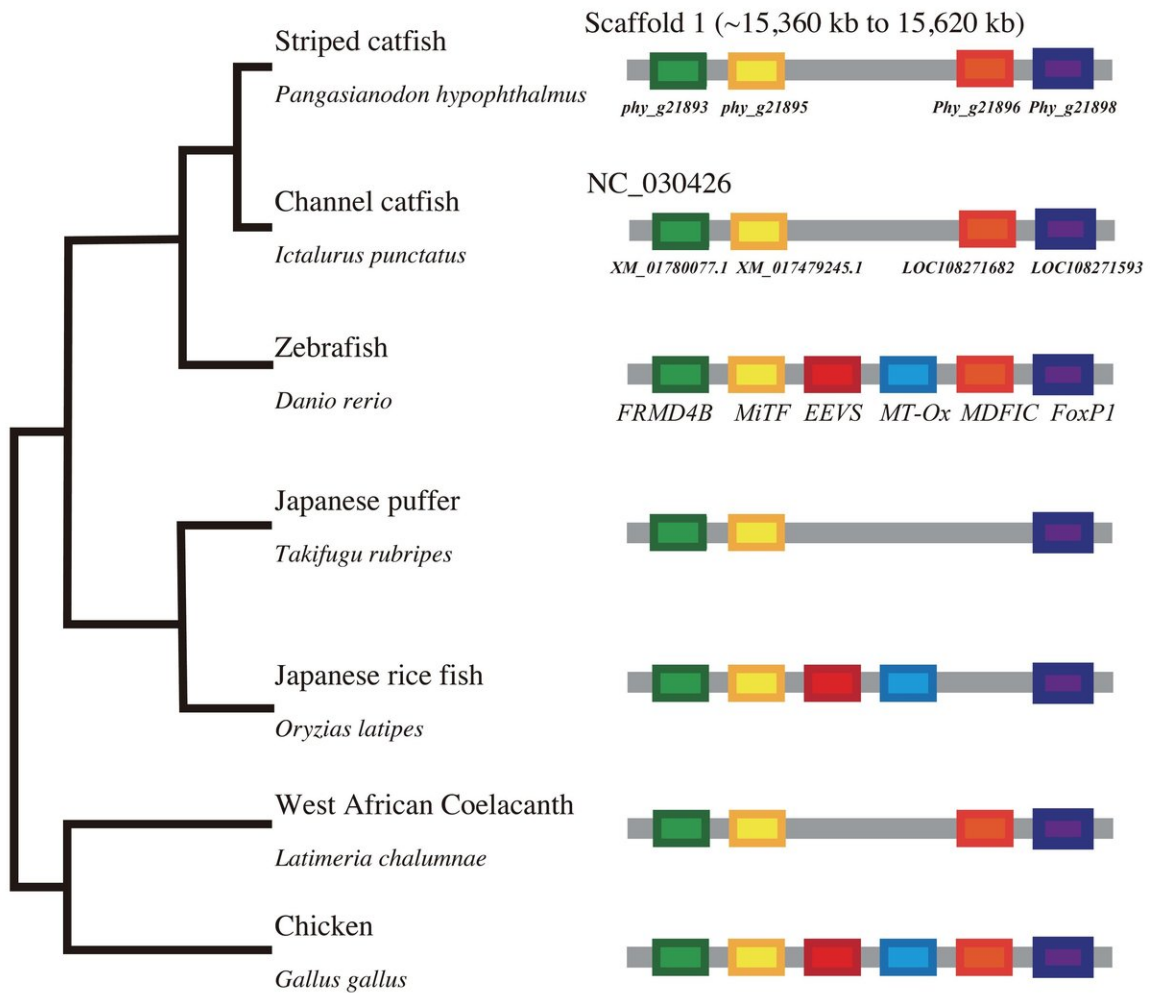 Scaffold 1 (~15,360 kb to 15,620 kb)
Striped catfish
Pangasianodon hypophthalmus
phy_g21893 phy_g21895 Phy_g21896 Phy_g21898
NC_030426
Channel catfish
Ictalurus punctatus
XM_01780077.1 XM_017479245.1 LOC108271682 LOC108271593
Zebrafish
Danio rerio
FRMD4B MiTF EEVS MT-Ox MDFIC FoxP1
Japanese puffer
Takifugu rubripes
Japanese rice fish
Oryzias latipes
West African Coelacanth
Latimeria chalumnae
Chicken
Gallus gallus